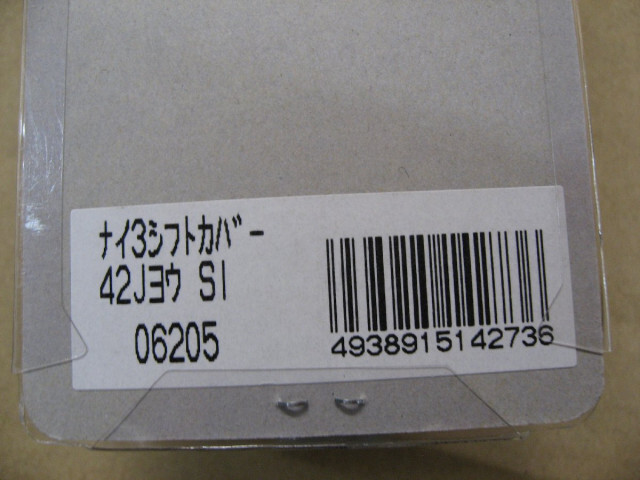 ﾅｲ3ｼﾌﾄｶﾊﾞｰ
42Jﾖｳ SI
06205
4938915142736